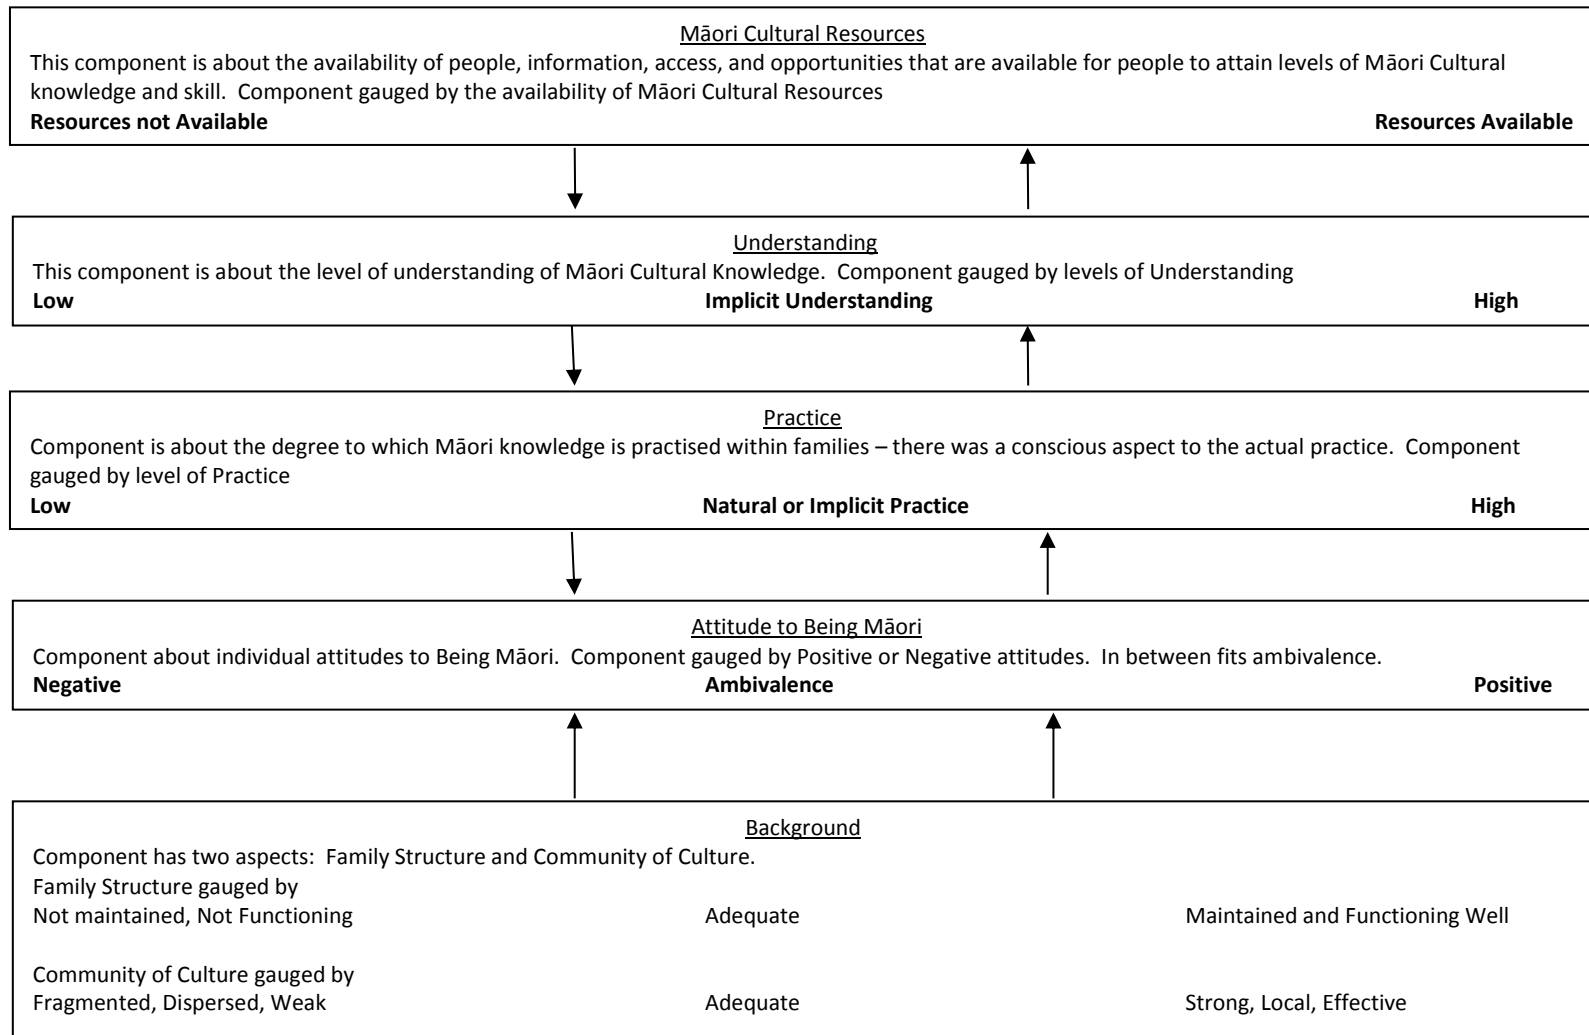 Māori Cultural Resources
This component is about the availability of people, information, access, and opportunities that are available for people to attain levels of Māori Cultural
knowledge and skill.  Component gauged by the availability of Māori Cultural Resources
Resources not Available Resources Available
Understanding
This component is about the level of understanding of Māori Cultural Knowledge.  Component gauged by levels of Understanding
Low Implicit Understanding High
Practice
Component is about the degree to which Māori knowledge is practised within families – there was a conscious aspect to the actual practice.  Component
gauged by level of Practice
Low Natural or Implicit Practice High
Attitude to Being Māori
Component about individual attitudes to Being Māori.  Component gauged by Positive or Negative attitudes.  In between fits ambivalence.
Negative Ambivalence Positive
Background
Component has two aspects:  Family Structure and Community of Culture.
Family Structure gauged by
Not maintained, Not Functioning Adequate Maintained and Functioning Well
Community of Culture gauged by
Fragmented, Dispersed, Weak Adequate Strong, Local, Effective